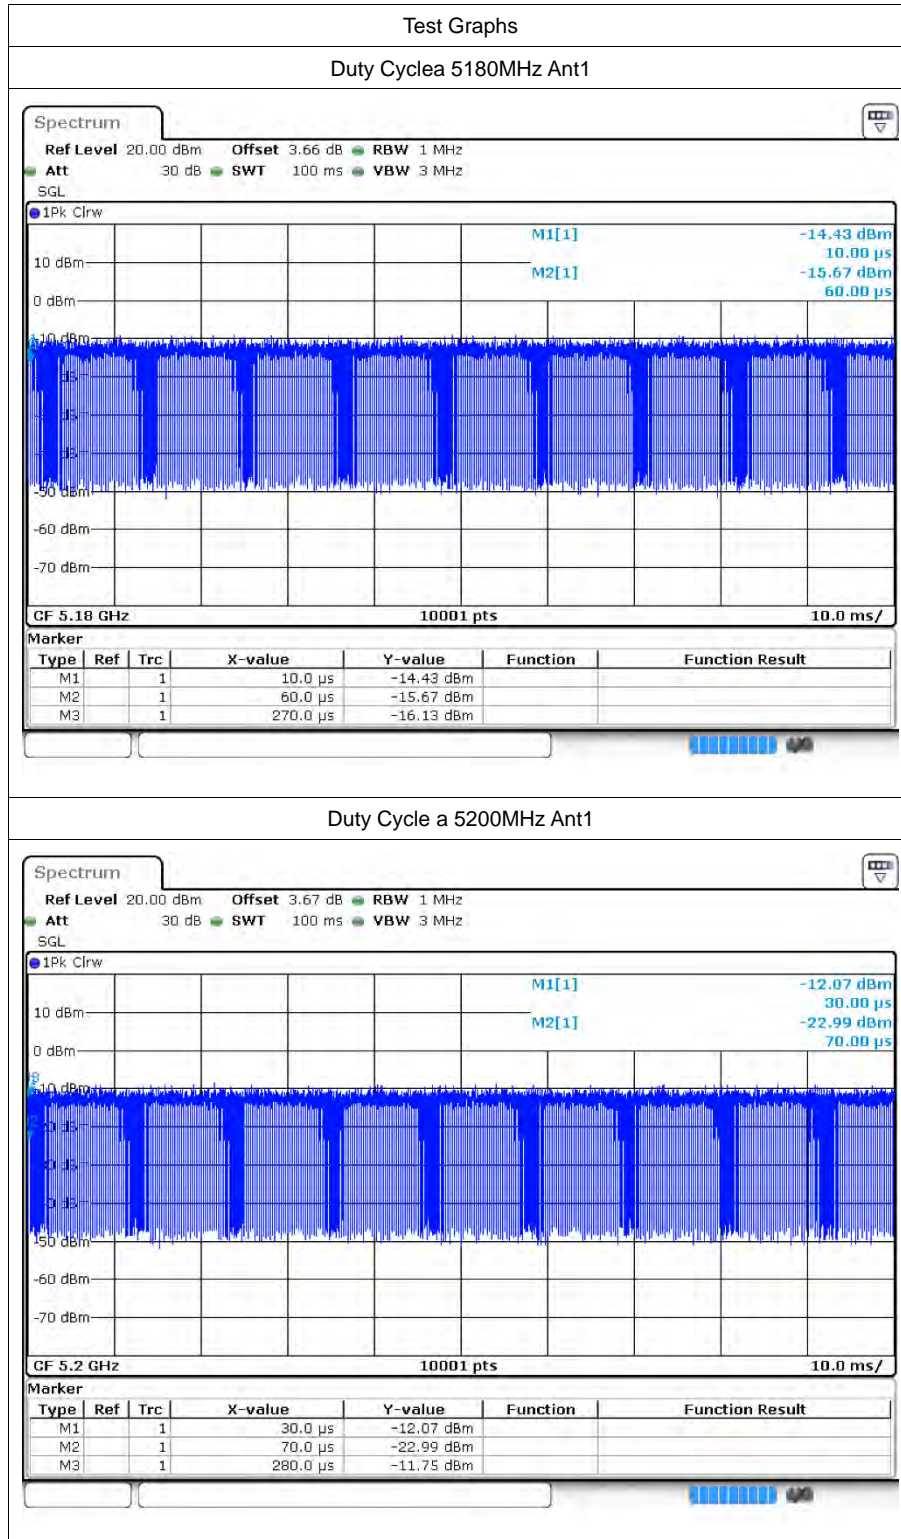 Test Graphs
Duty Cyclea 5180MHz Ant1
Spectrum
Ref Level 20.00 dBm Offset 3.66 dB RBW 1 MHz
Att 30 dB SWT 100 ms VBW 3 MHz
SGL
1Pk Clrw
M1[1] -14.43 dBm
10.00 µs
10 dBm
M2[1] -15.67 dBm
60.00 µs
0 dBm
-50 dBm
-60 dBm
-70 dBm
CF 5.18 GHz 10001 pts 10.0 ms/
Marker
Type Ref Trc X-value Y-value Function Function Result
M1 1 10.0 µs -14.43 dBm
M2 1 60.0 µs -15.67 dBm
M3 1 270.0 µs -16.13 dBm
Duty Cycle a 5200MHz Ant1
Spectrum
Ref Level 20.00 dBm Offset 3.67 dB RBW 1 MHz
Att 30 dB SWT 100 ms VBW 3 MHz
SGL
1Pk Clrw
M1[1] -12.07 dBm
30.00 µs
10 dBm
M2[1] -22.99 dBm
70.00 µs
0 dBm
-50 dBm
-60 dBm
-70 dBm
CF 5.2 GHz 10001 pts 10.0 ms/
Marker
Type Ref Trc X-value Y-value Function Function Result
M1 1 30.0 µs -12.07 dBm
M2 1 70.0 µs -22.99 dBm
M3 1 280.0 µs -11.75 dBm